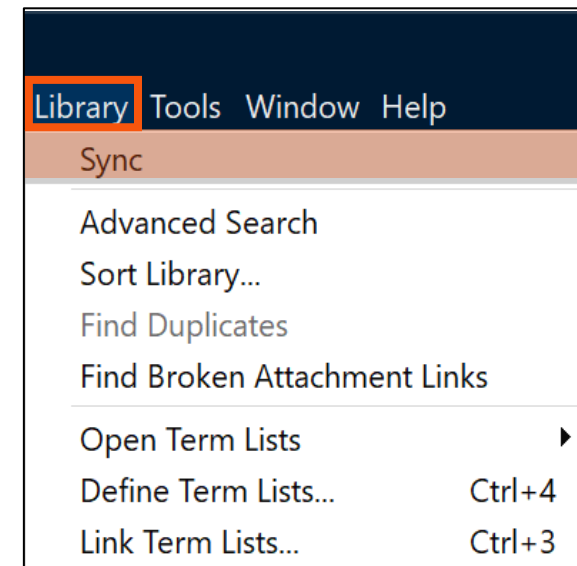 Library Tools Window Help
Sync
Advanced Search
Sort Library...
Find Duplicates
Find Broken Attachment Links
Open Term Lists
Define Term Lists... Ctrl+4
Link Term Lists... Ctrl+3